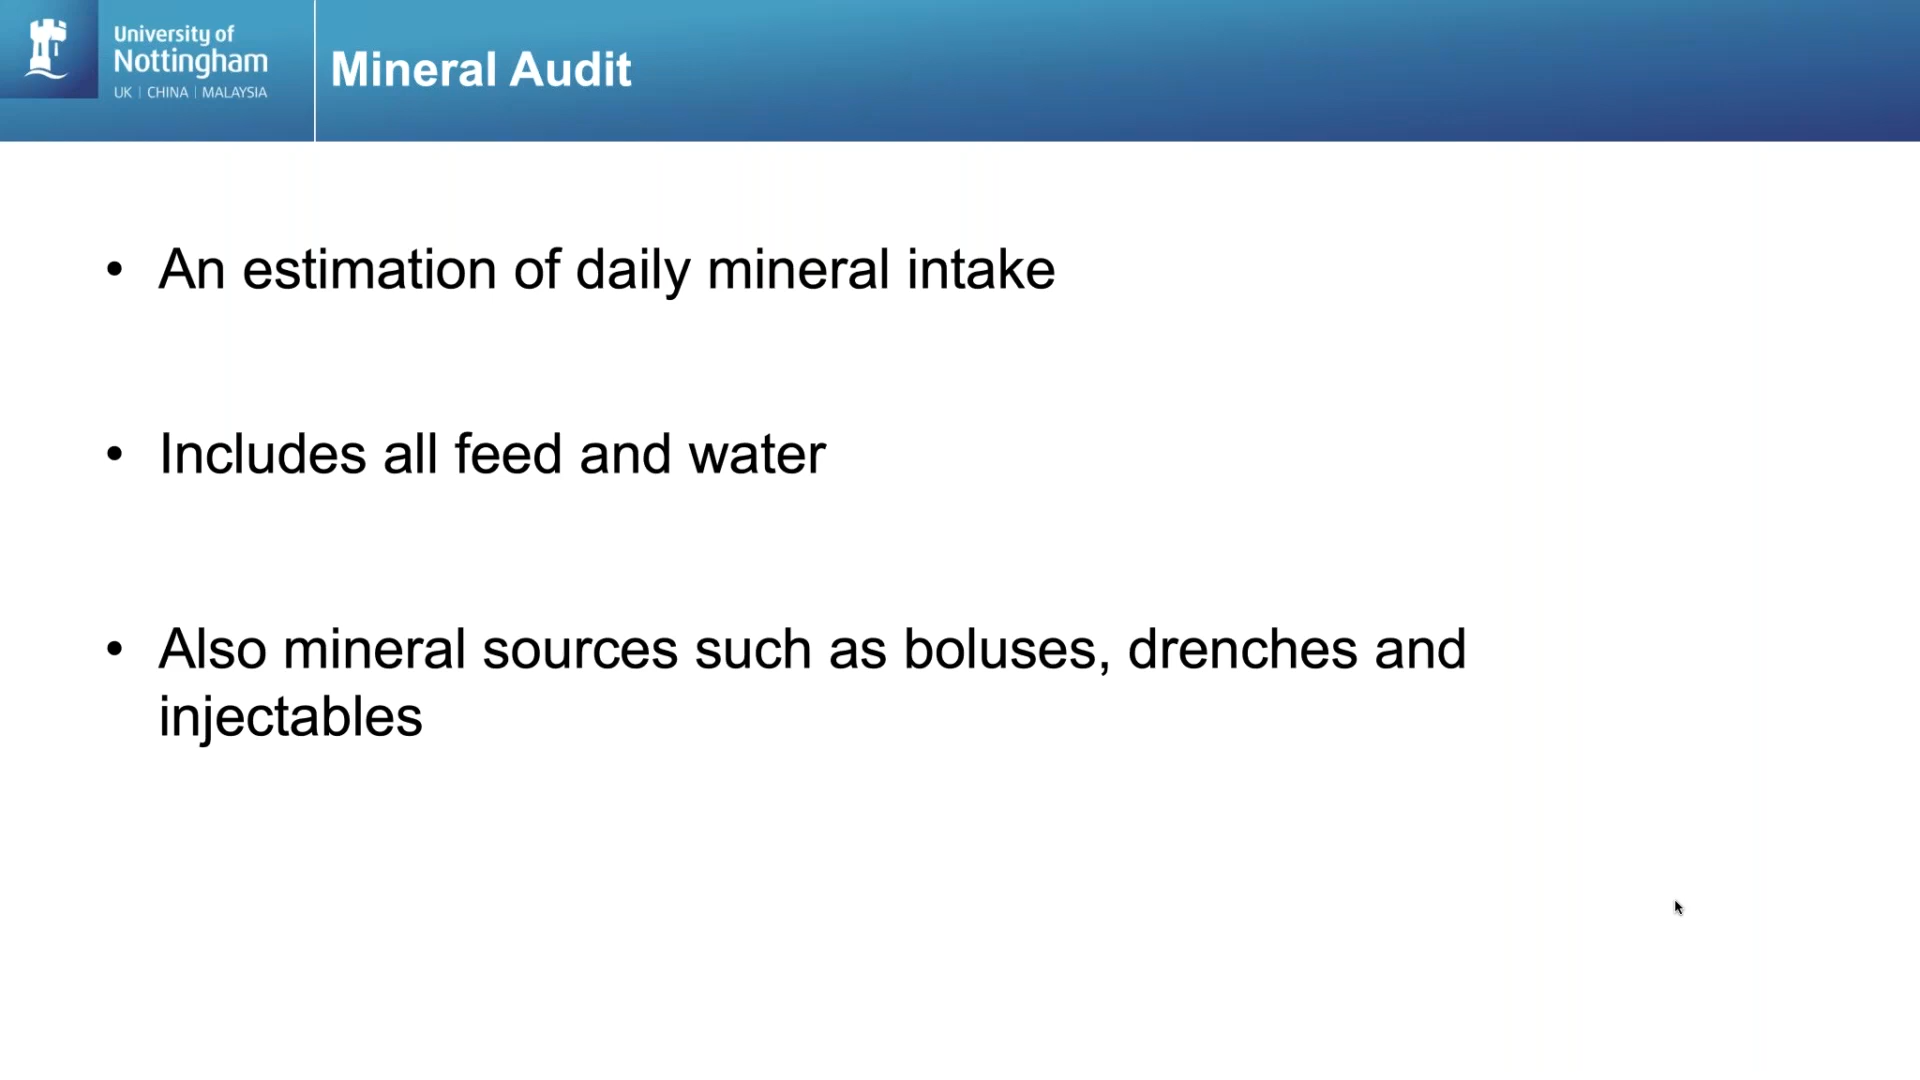 University of
Nottingham
UK | CHINA | MALAYSIA
Mineral Audit
• An estimation of daily mineral intake
• Includes all feed and water
• Also mineral sources such as boluses, drenches and
injectables